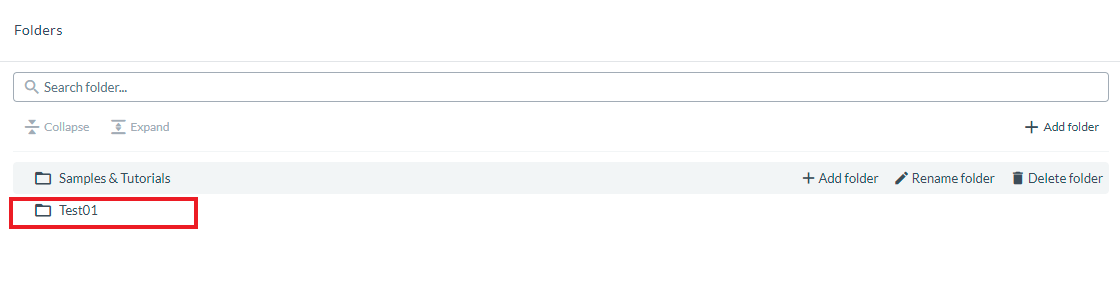 Folders
Search folder...
Collapse Expand Add folder
Samples & Tutorials Add folder Rename folder Delete folder
Test01